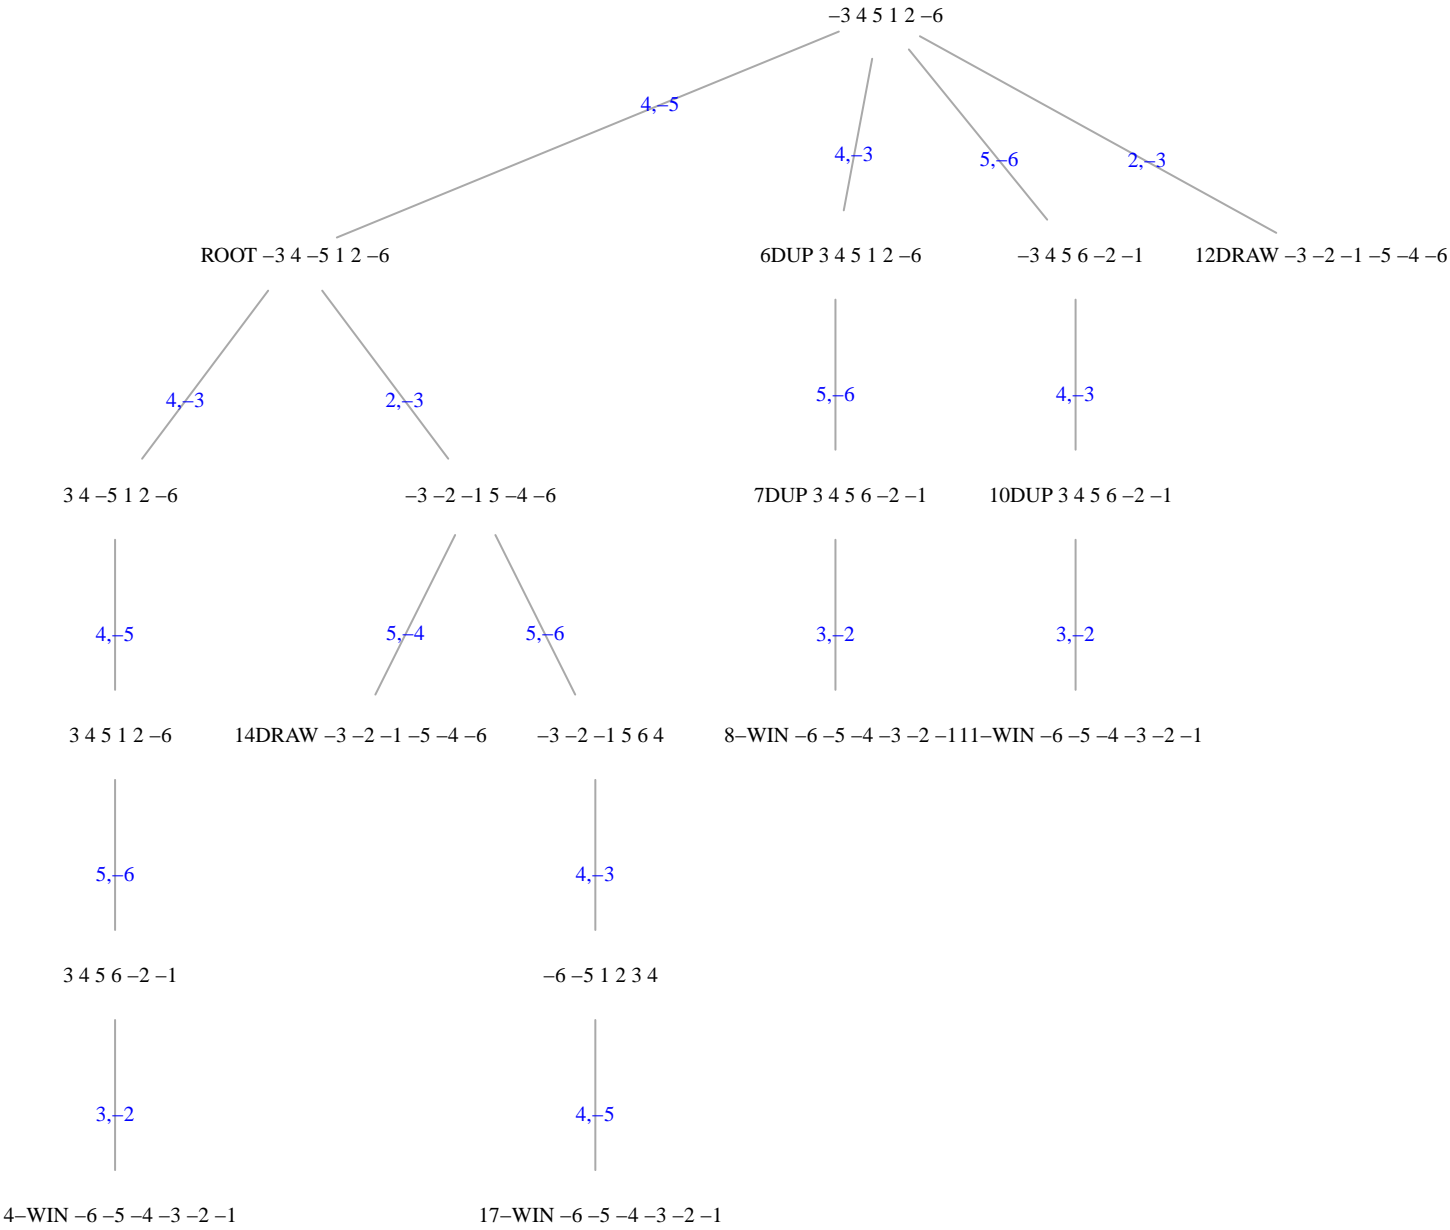 –3 4 5 1 2 –6
4,–5
4,–3
5,–6
2,–3
ROOT –3 4 –5 1 2 –6
6DUP 3 4 5 1 2 –6
–3 4 5 6 –2 –1
12DRAW –3 –2 –1 –5 –4 –6
4,–3
2,–3
5,–6
4,–3
3 4 –5 1 2 –6
–3 –2 –1 5 –4 –6
7DUP 3 4 5 6 –2 –1
10DUP 3 4 5 6 –2 –1
4,–5
5,–4
5,–6
3,–2
3,–2
3 4 5 1 2 –6
14DRAW –3 –2 –1 –5 –4 –6
–3 –2 –1 5 6 4
8–WIN –6 –5 –4 –3 –2 –1
11–WIN –6 –5 –4 –3 –2 –1
5,–6
4,–3
3 4 5 6 –2 –1
–6 –5 1 2 3 4
3,–2
4,–5
4–WIN –6 –5 –4 –3 –2 –1
17–WIN –6 –5 –4 –3 –2 –1